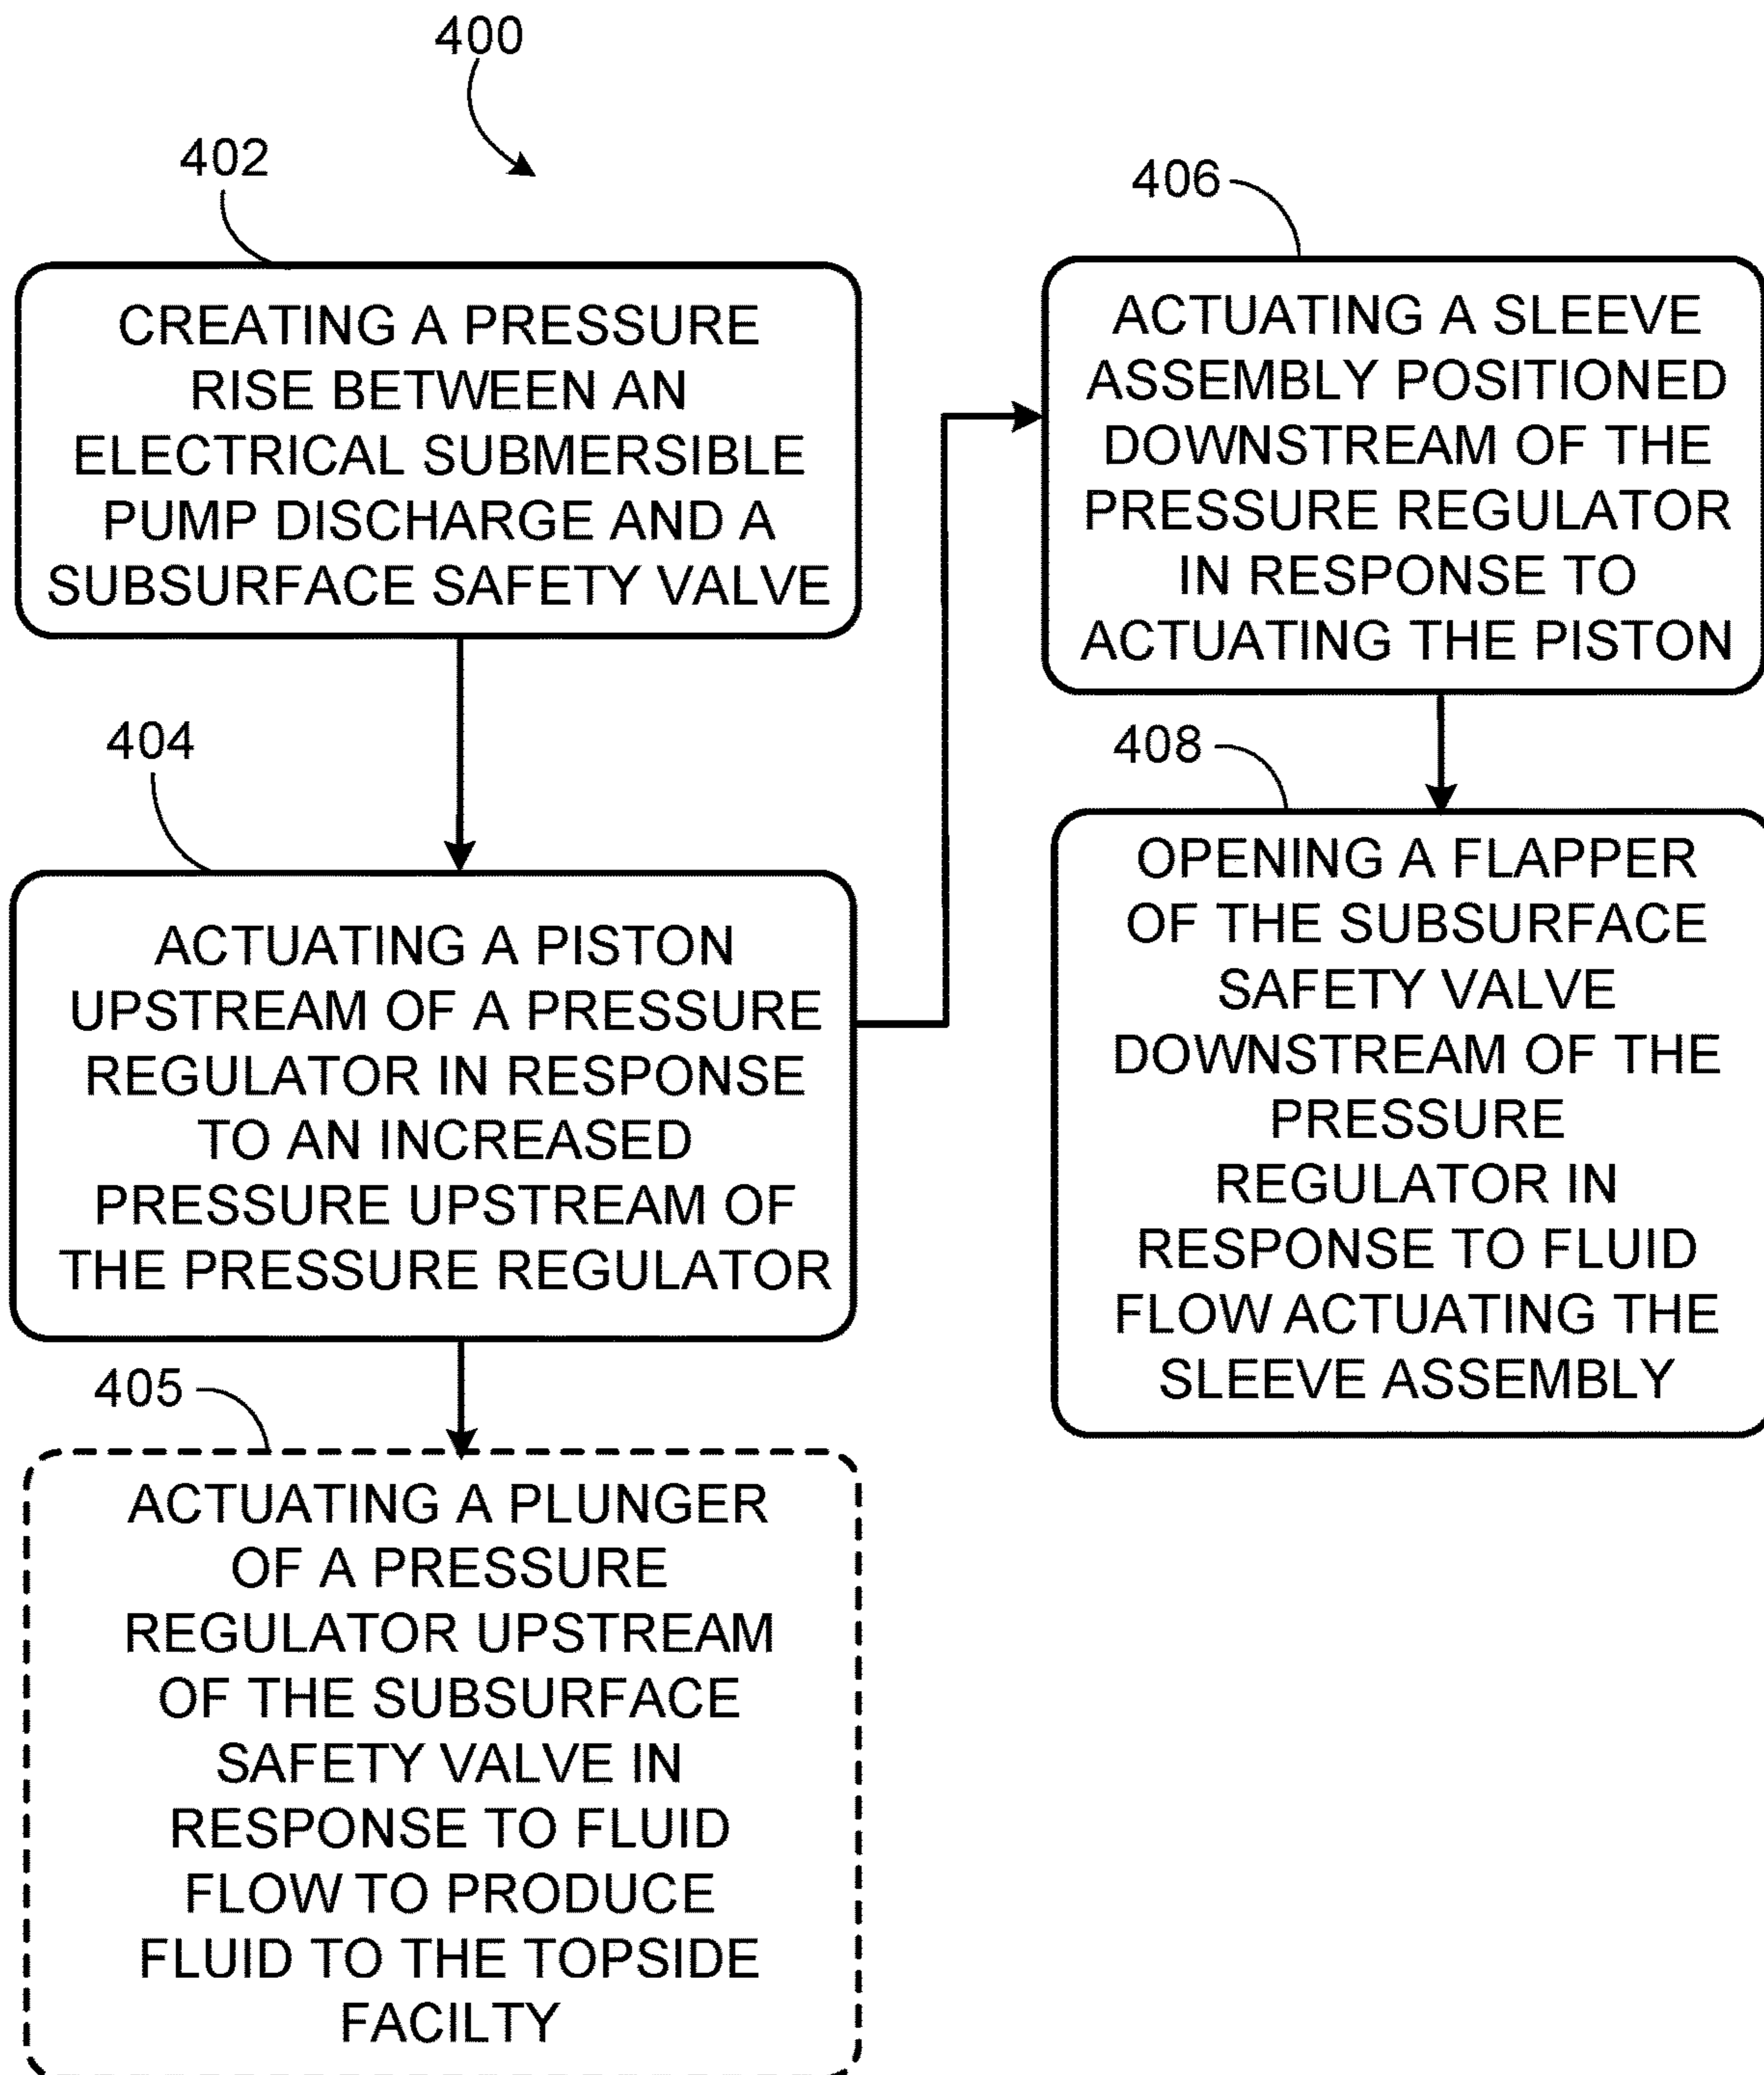 400
402
CREATING A PRESSURE
RISE BETWEEN AN
ELECTRICAL SUBMERSIBLE
PUMP DISCHARGE AND A
SUBSURFACE SAFETY VALVE
404
ACTUATING A PISTON
UPSTREAM OF A PRESSURE
REGULATOR IN RESPONSE
TO AN INCREASED
PRESSURE UPSTREAM OF
THE PRESSURE REGULATOR
405
ACTUATING A PLUNGER
OF A PRESSURE
REGULATOR UPSTREAM
OF THE SUBSURFACE
SAFETY VALVE IN
RESPONSE TO FLUID
FLOW TO PRODUCE
FLUID TO THE TOPSIDE
FACILTY
406
ACTUATING A SLEEVE
ASSEMBLY POSITIONED
DOWNSTREAM OF THE
PRESSURE REGULATOR
IN RESPONSE TO
ACTUATING THE PISTON
408
OPENING A FLAPPER
OF THE SUBSURFACE
SAFETY VALVE
DOWNSTREAM OF THE
PRESSURE
REGULATOR IN
RESPONSE TO FLUID
FLOW ACTUATING THE
SLEEVE ASSEMBLY